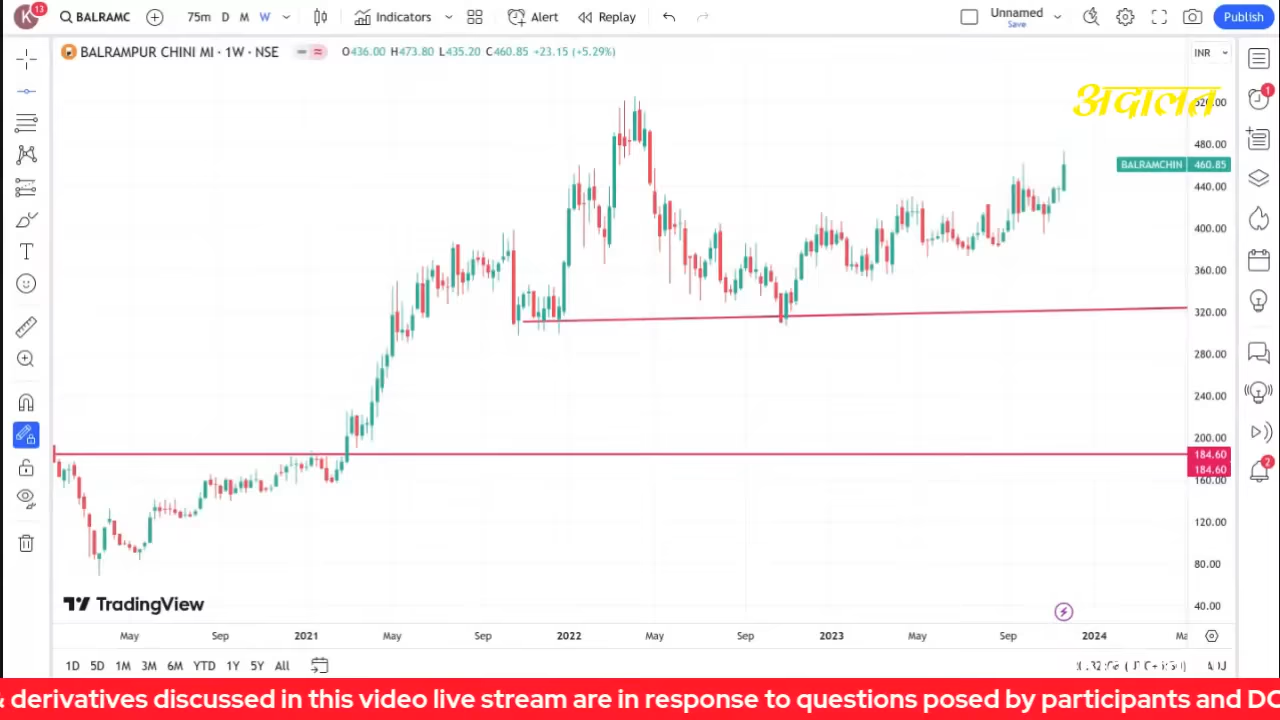 K 13 BALRAMC 75m D M W Indicators Alert Replay Unnamed Save Publish
BALRAMPUR CHINI MI · 1W · NSE O436.00 H473.80 L435.20 C460.85 +23.15 (+5.29%) INR
अदालत
520.00
480.00
BALRAMCHIN 460.85
440.00
400.00
360.00
320.00
280.00
240.00
200.00
184.60
184.60
160.00
120.00
80.00
40.00
TradingView
May Sep 2021 May Sep 2022 May Sep 2023 May Sep 2024
1D 5D 1M 3M 6M YTD 1Y 5Y All
1
2
derivatives discussed in this video live stream are in response to questions posed by participants and